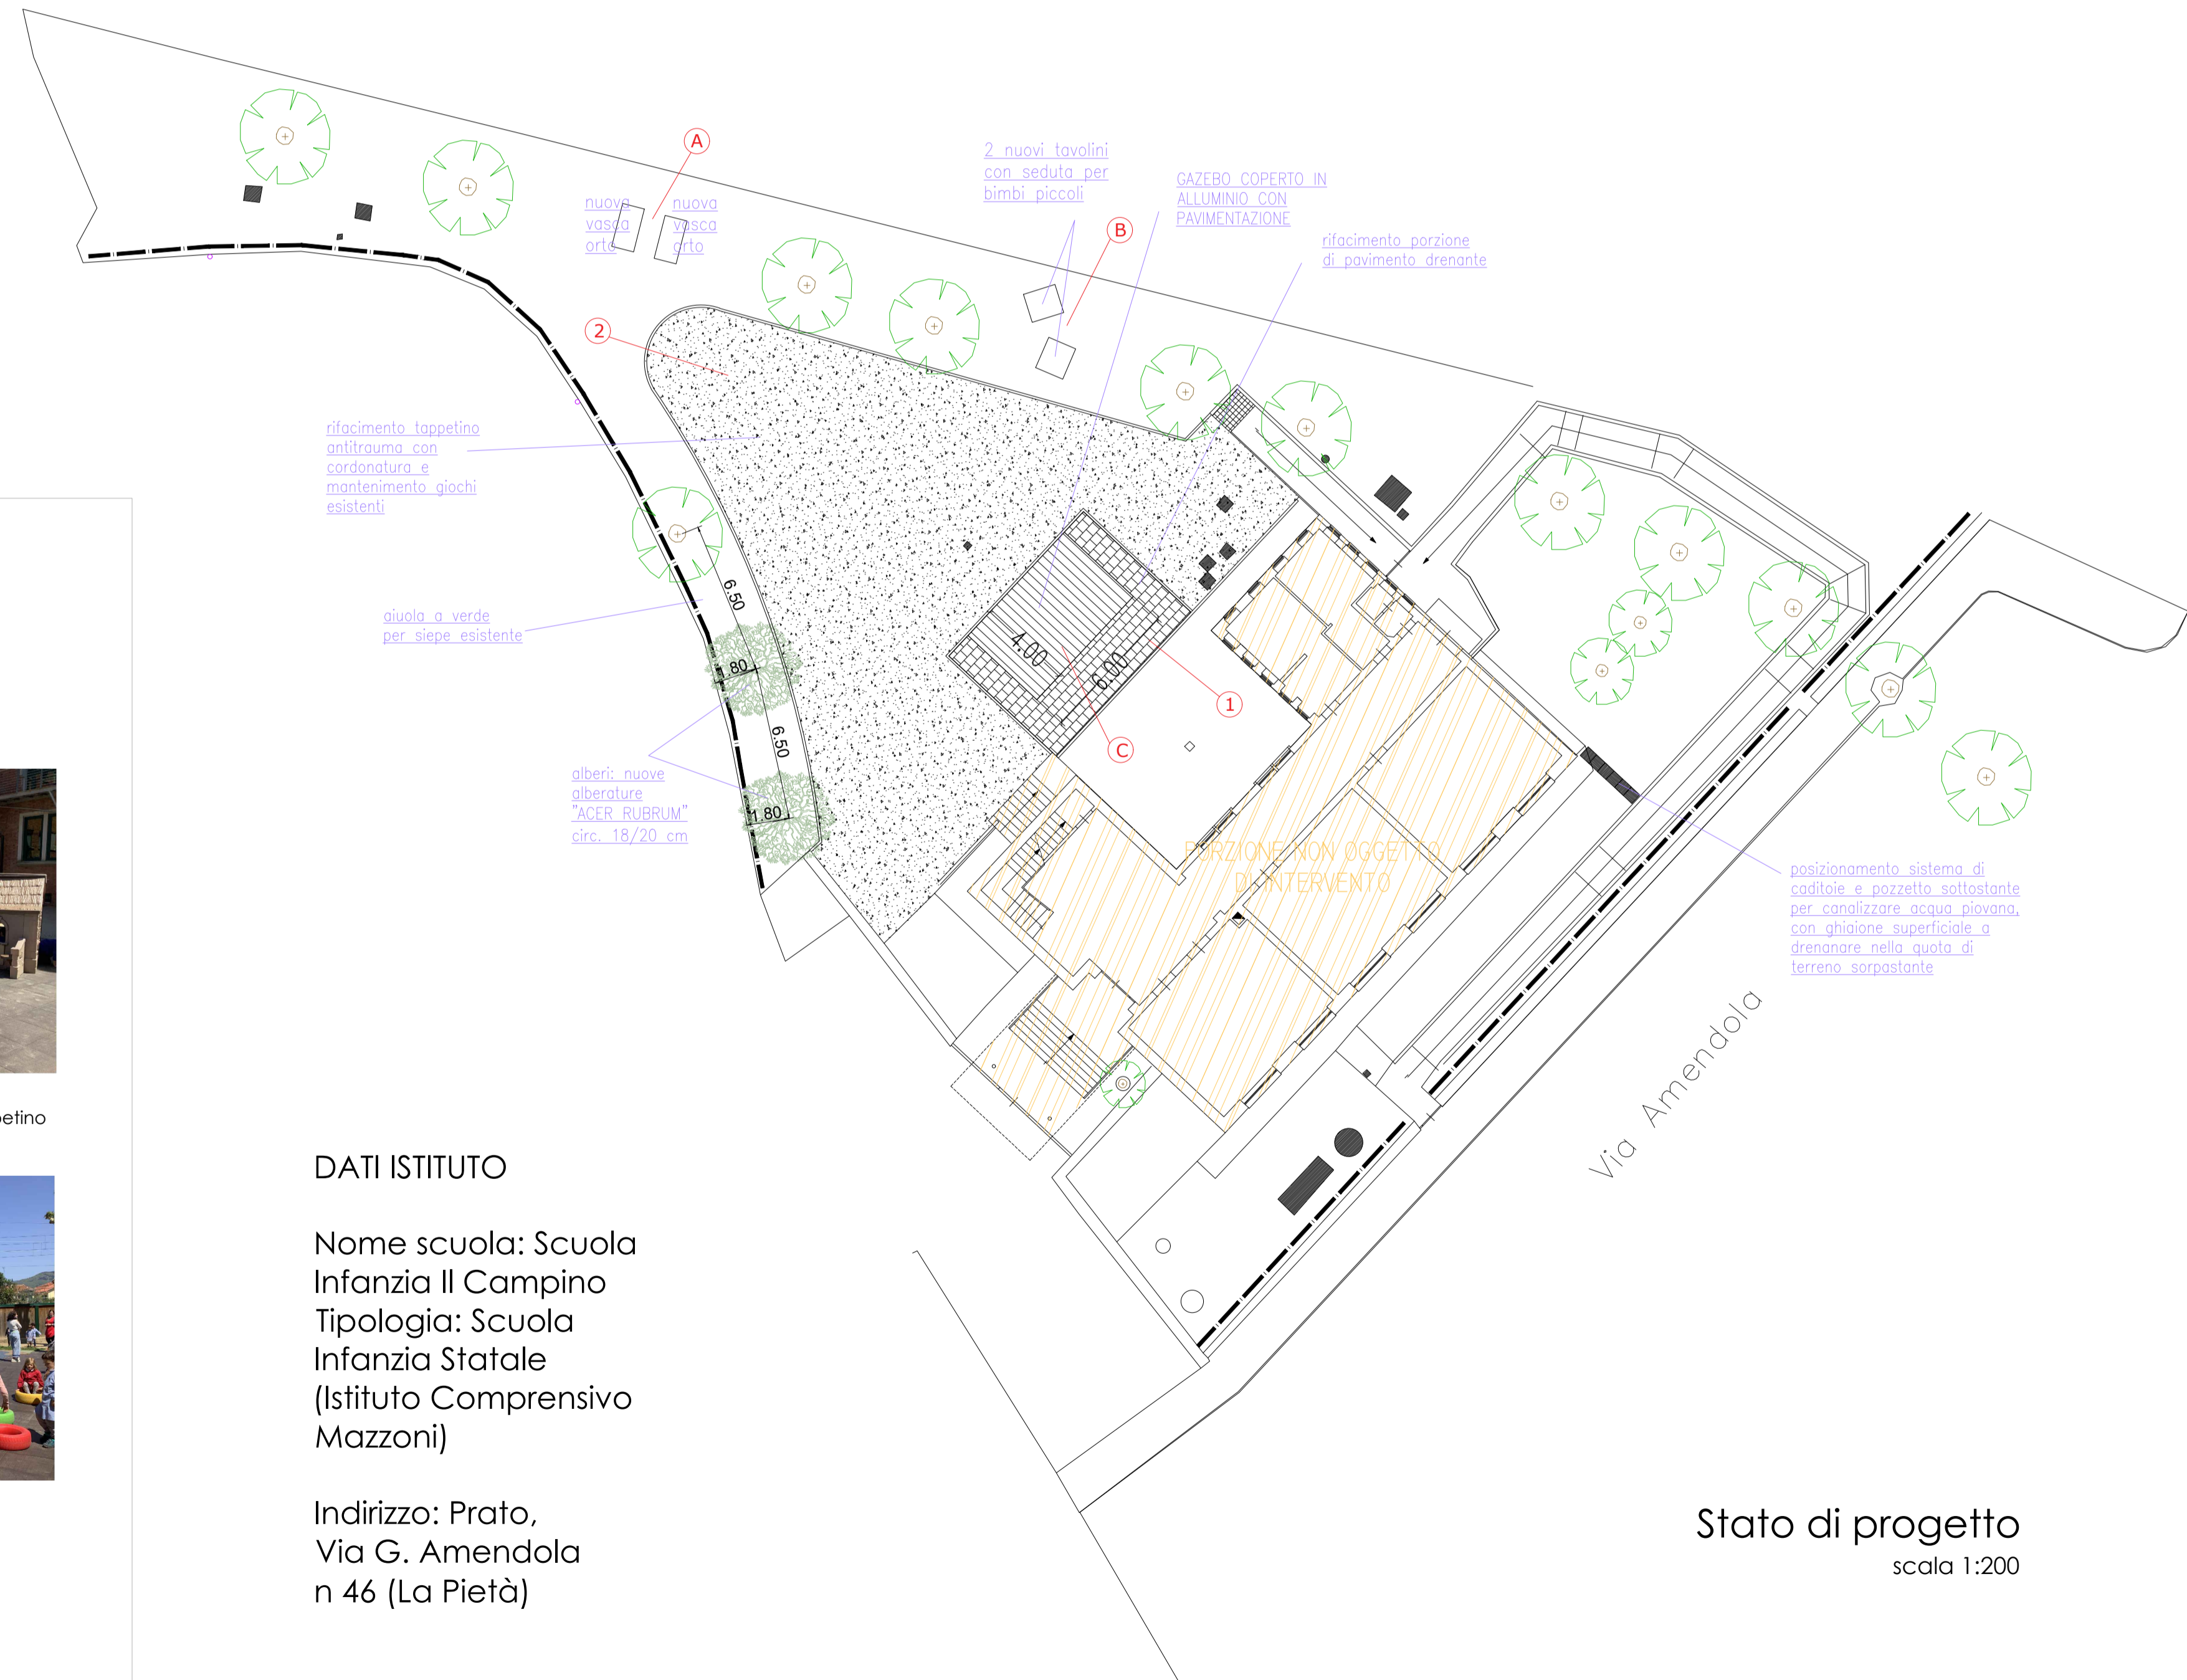 A
nuova
vasca
orto
nuova
vasca
orto
2 nuovi tavolini
con seduta per
bimbi piccoli
GAZEBO COPERTO IN
ALLUMINIO CON
PAVIMENTAZIONE
B
rifacimento porzione
di pavimento drenante
2
rifacimento tappetino
antitrauma con
cordonatura e
mantenimento giochi
esistenti
aiuola a verde
per siepe esistente
6.50
1.80
6.50
1.80
4.00
6.00
1
C
alberi: nuove
alberature
"ACER RUBRUM"
circ. 18/20 cm
PORZIONE NON OGGETTO
DI INTERVENTO
posizionamento sistema di
caditoie e pozzetto sottostante
per canalizzare acqua piovana,
con ghiaione superficiale a
drenanare nella quota di
terreno sorpastante
Via Amendola
petino
DATI ISTITUTO
Nome scuola: Scuola
Infanzia Il Campino
Tipologia: Scuola
Infanzia Statale
(Istituto Comprensivo
Mazzoni)
Indirizzo: Prato,
Via G. Amendola
n 46 (La Pietà)
Stato di progetto
scala 1:200